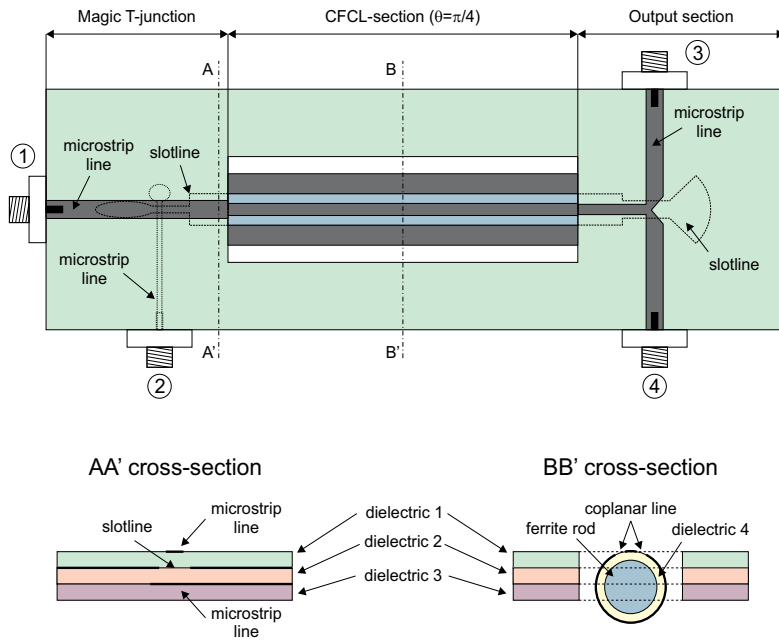 Magic T-junction
CFCL-section (θ=π/4)
Output section
A
B
3
1
microstrip
line
slotline
microstrip
line
microstrip
line
slotline
A'
B'
2
4
AA' cross-section
BB' cross-section
microstrip
line
slotline
dielectric 1
dielectric 2
dielectric 3
microstrip
line
coplanar line
ferrite rod
dielectric 4